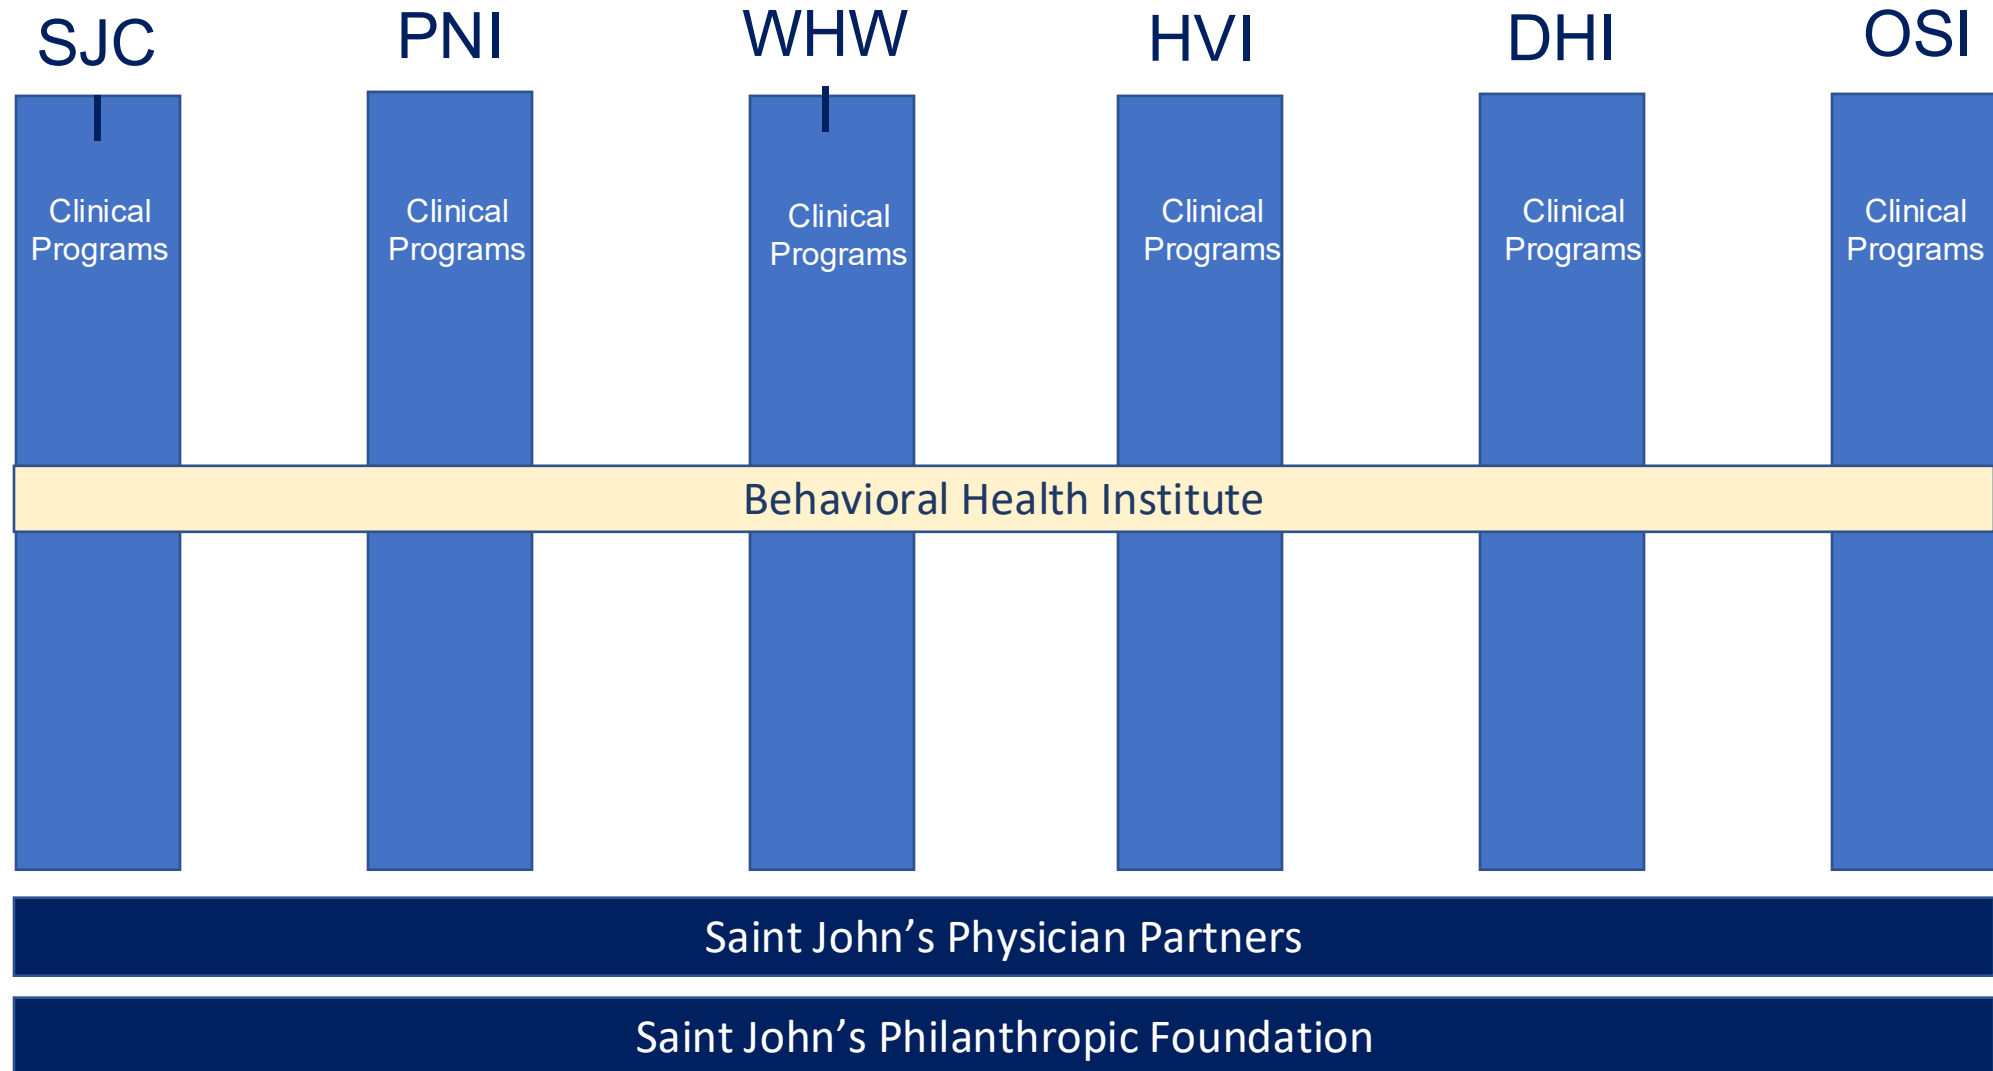 SJC
PNI
WHW
HVI
DHI
OSI
Clinical
Programs
Clinical
Programs
Clinical
Programs
Clinical
Programs
Clinical
Programs
Clinical
Programs
Behavioral Health Institute
Saint John’s Physician Partners
Saint John’s Philanthropic Foundation